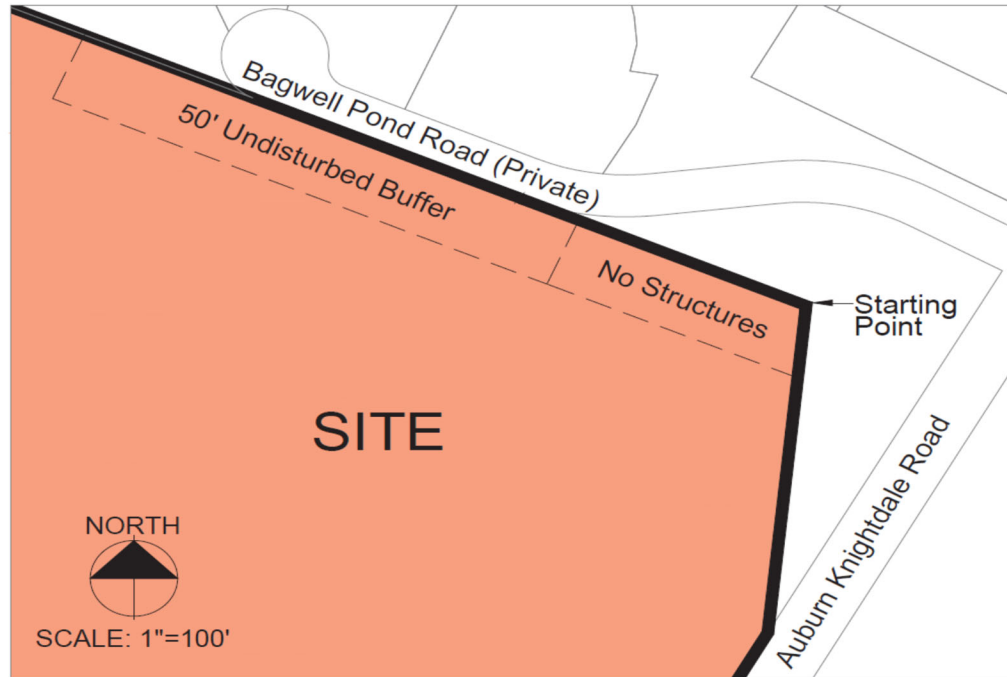 Bagwell Pond Road (Private)
50' Undisturbed Buffer
No Structures
Starting
Point
SITE
Auburn Knightdale Road
NORTH
SCALE: 1"=100'